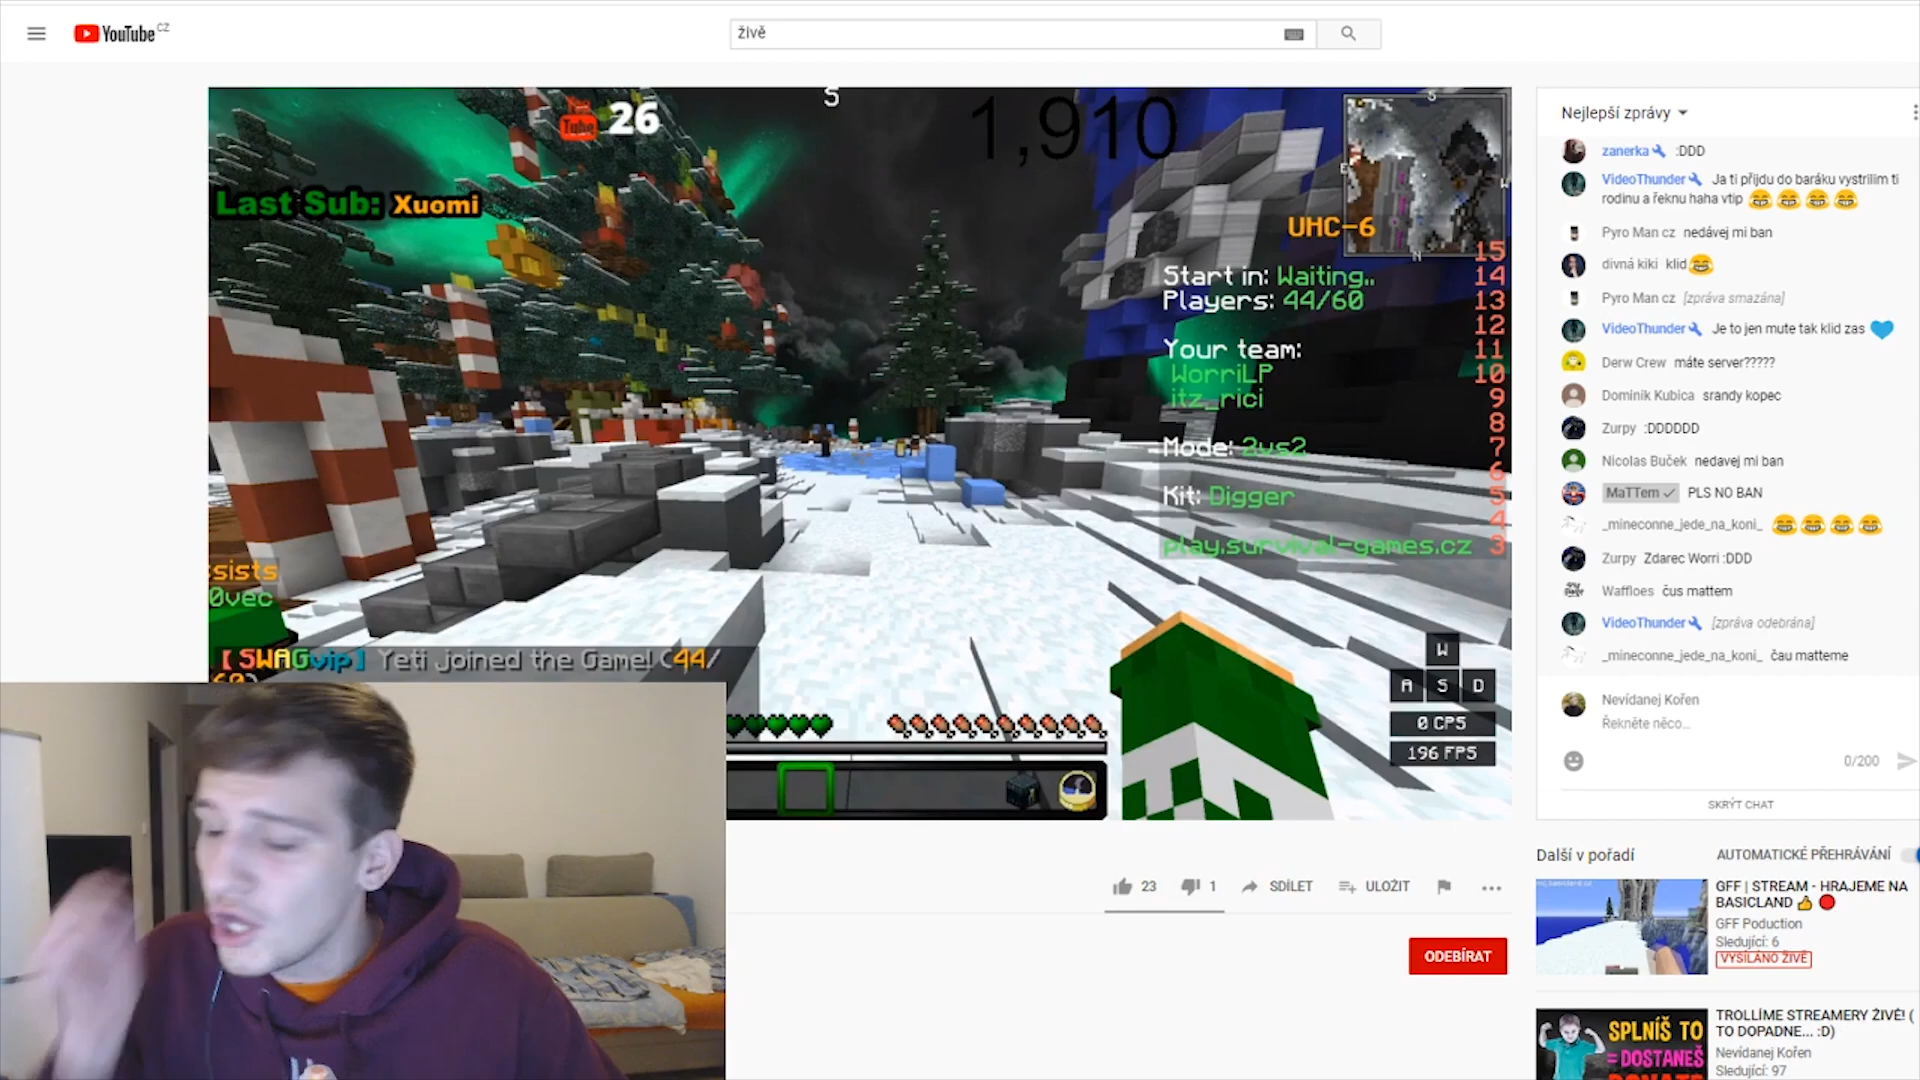 YouTube CZ
živě
S
You Tube 26
1,910
S
Last Sub: Xuomi
UHC-6
N
15
Start in: Waiting.. 14
Players: 44/60 13
12
Your team: 11
WorriLP 10
itz_rici 9
8
Mode: 2vs2 7
6
Kit: Digger 5
4
play.survival-games.cz 3
ssists
0vec
[SWAGvip] Yeti joined the Game! (44/
60)
W
A S D
0 CPS
196 FPS
23 1 SDÍLET ULOŽIT
ODEBÍRAT
Nejlepší zprávy
zanerka :DDD
VideoThunder Ja ti přijdu do baráku vystrilim ti
rodinu a řeknu haha vtip 😂😂😂😂
Pyro Man cz nedávej mi ban
divná kiki klid😂
Pyro Man cz [zpráva smazána]
VideoThunder Je to jen mute tak klid zas 💙
Derw Crew máte server?????
Dominik Kubica srandy kopec
Zurpy :DDDDDD
Nicolas Buček nedavej mi ban
MaTTem ✓ PLS NO BAN
_mineconne_jede_na_koni_ 😂😂😂😂
Zurpy Zdarec Worri :DDD
Waffloes čus mattem
VideoThunder [zpráva odebrána]
_mineconne_jede_na_koni_ čau matteme
Nevídanej Kořen
Řekněte něco...
0/200
SKRÝT CHAT
Další v pořadí AUTOMATICKÉ PŘEHRÁVÁNÍ
GFF | STREAM - HRAJEME NA
BASICLAND 👍 🔴
GFF Poduction
Sledující: 6
VYSÍLÁNO ŽIVĚ
SPLNÍŠ TO
=DOSTANEŠ
DONATE
TROLLÍME STREAMERY ŽIVĚ! (
TO DOPADNE... :D)
Nevídanej Kořen
Sledující: 97